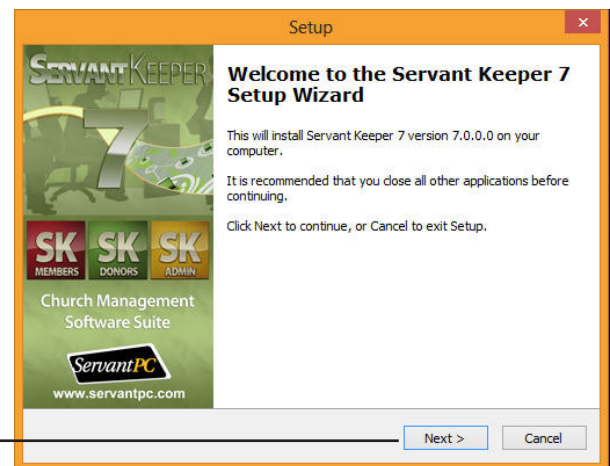 Setup
SERVANT KEEPER
7
SK
MEMBERS
SK
DONORS
SK
ADMIN
Church Management
Software Suite
ServantPC
www.servantpc.com
Welcome to the Servant Keeper 7
Setup Wizard
This will install Servant Keeper 7 version 7.0.0.0 on your
computer.
It is recommended that you close all other applications before
continuing.
Click Next to continue, or Cancel to exit Setup.
Next >
Cancel